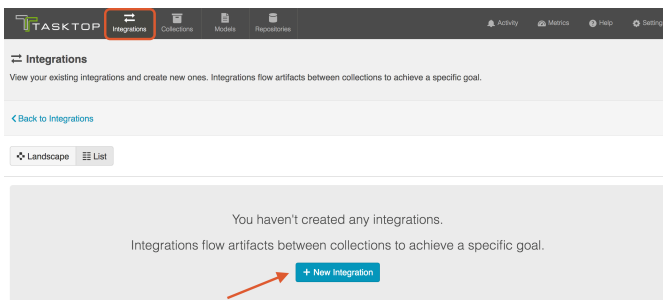 TASKTOP
Integrations
Collections
Models
Repositories
Activity
Metrics
Help
Setting
Integrations
View your existing integrations and create new ones. Integrations flow artifacts between collections to achieve a specific goal.
Back to Integrations
Landscape
List
You haven't created any integrations.
Integrations flow artifacts between collections to achieve a specific goal.
+ New Integration